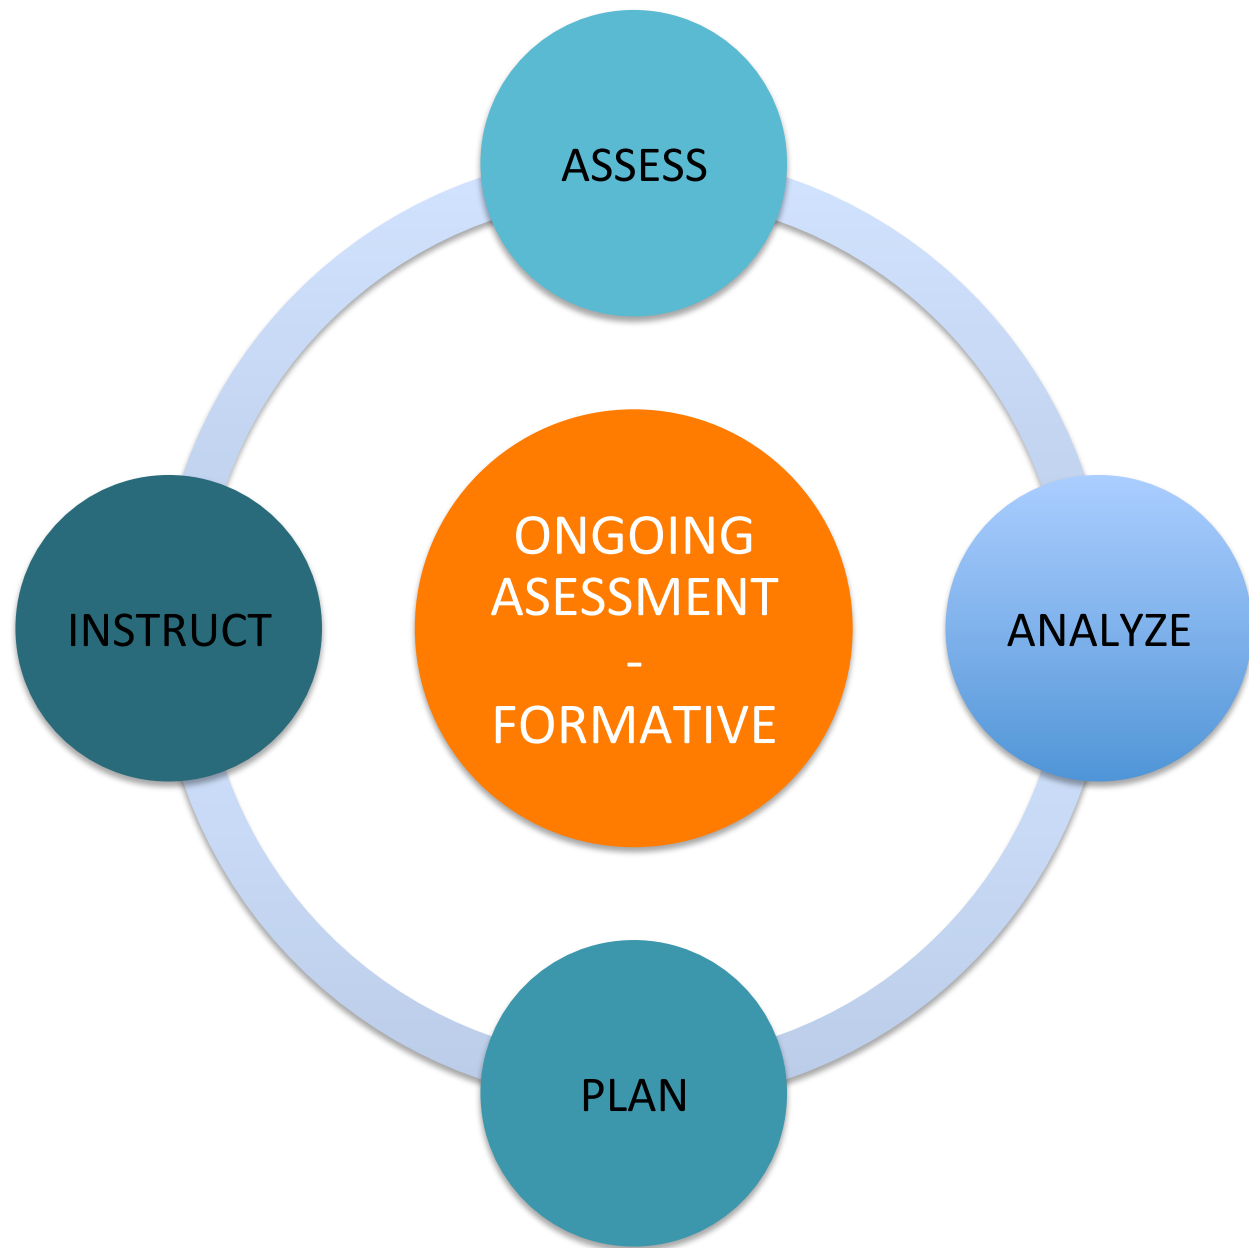 ASSESS
ONGOING
ASESSMENT
-
FORMATIVE
INSTRUCT
ANALYZE
PLAN